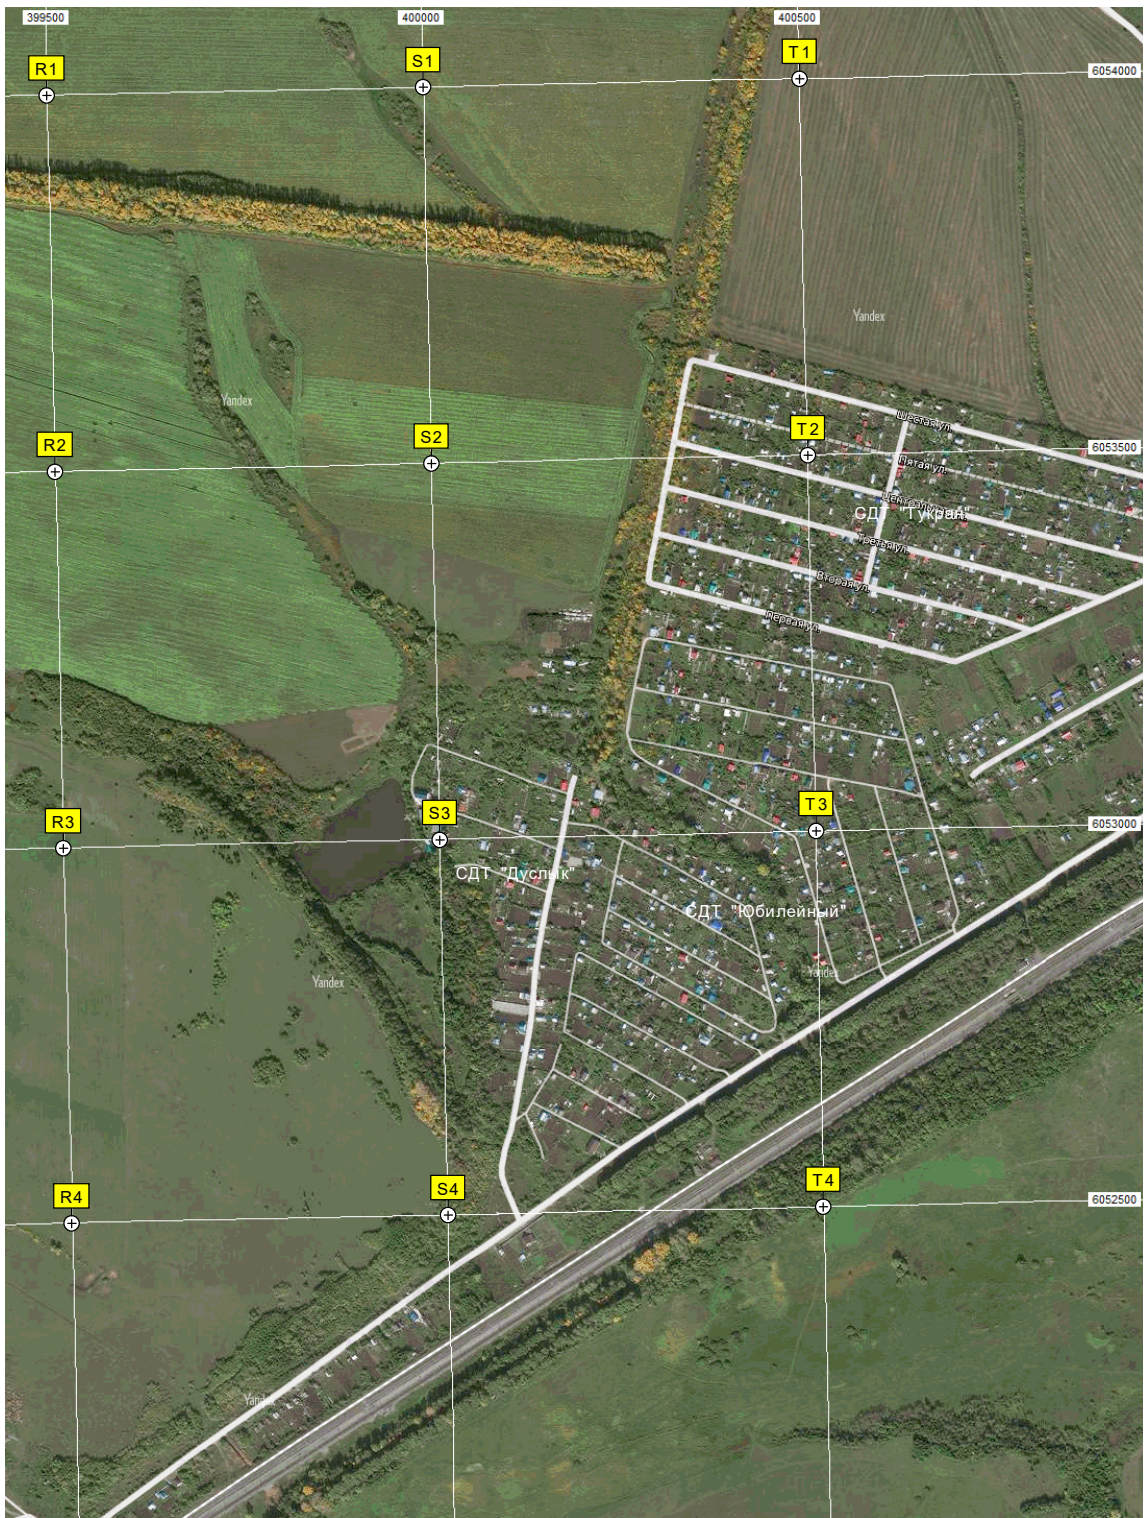 399500
400000
400500
R1
S1
T1
6054000
Yandex
Yandex
Шестая ул.
R2
S2
T2
6053500
Пятая ул.
СДТ "Тукран"
Третья ул.
Вторая ул.
Первая ул.
R3
S3
T3
6053000
СДТ "Дуслык"
СДТ "Юбилейный"
Yandex
Yandex
R4
S4
T4
6052500
Yandex